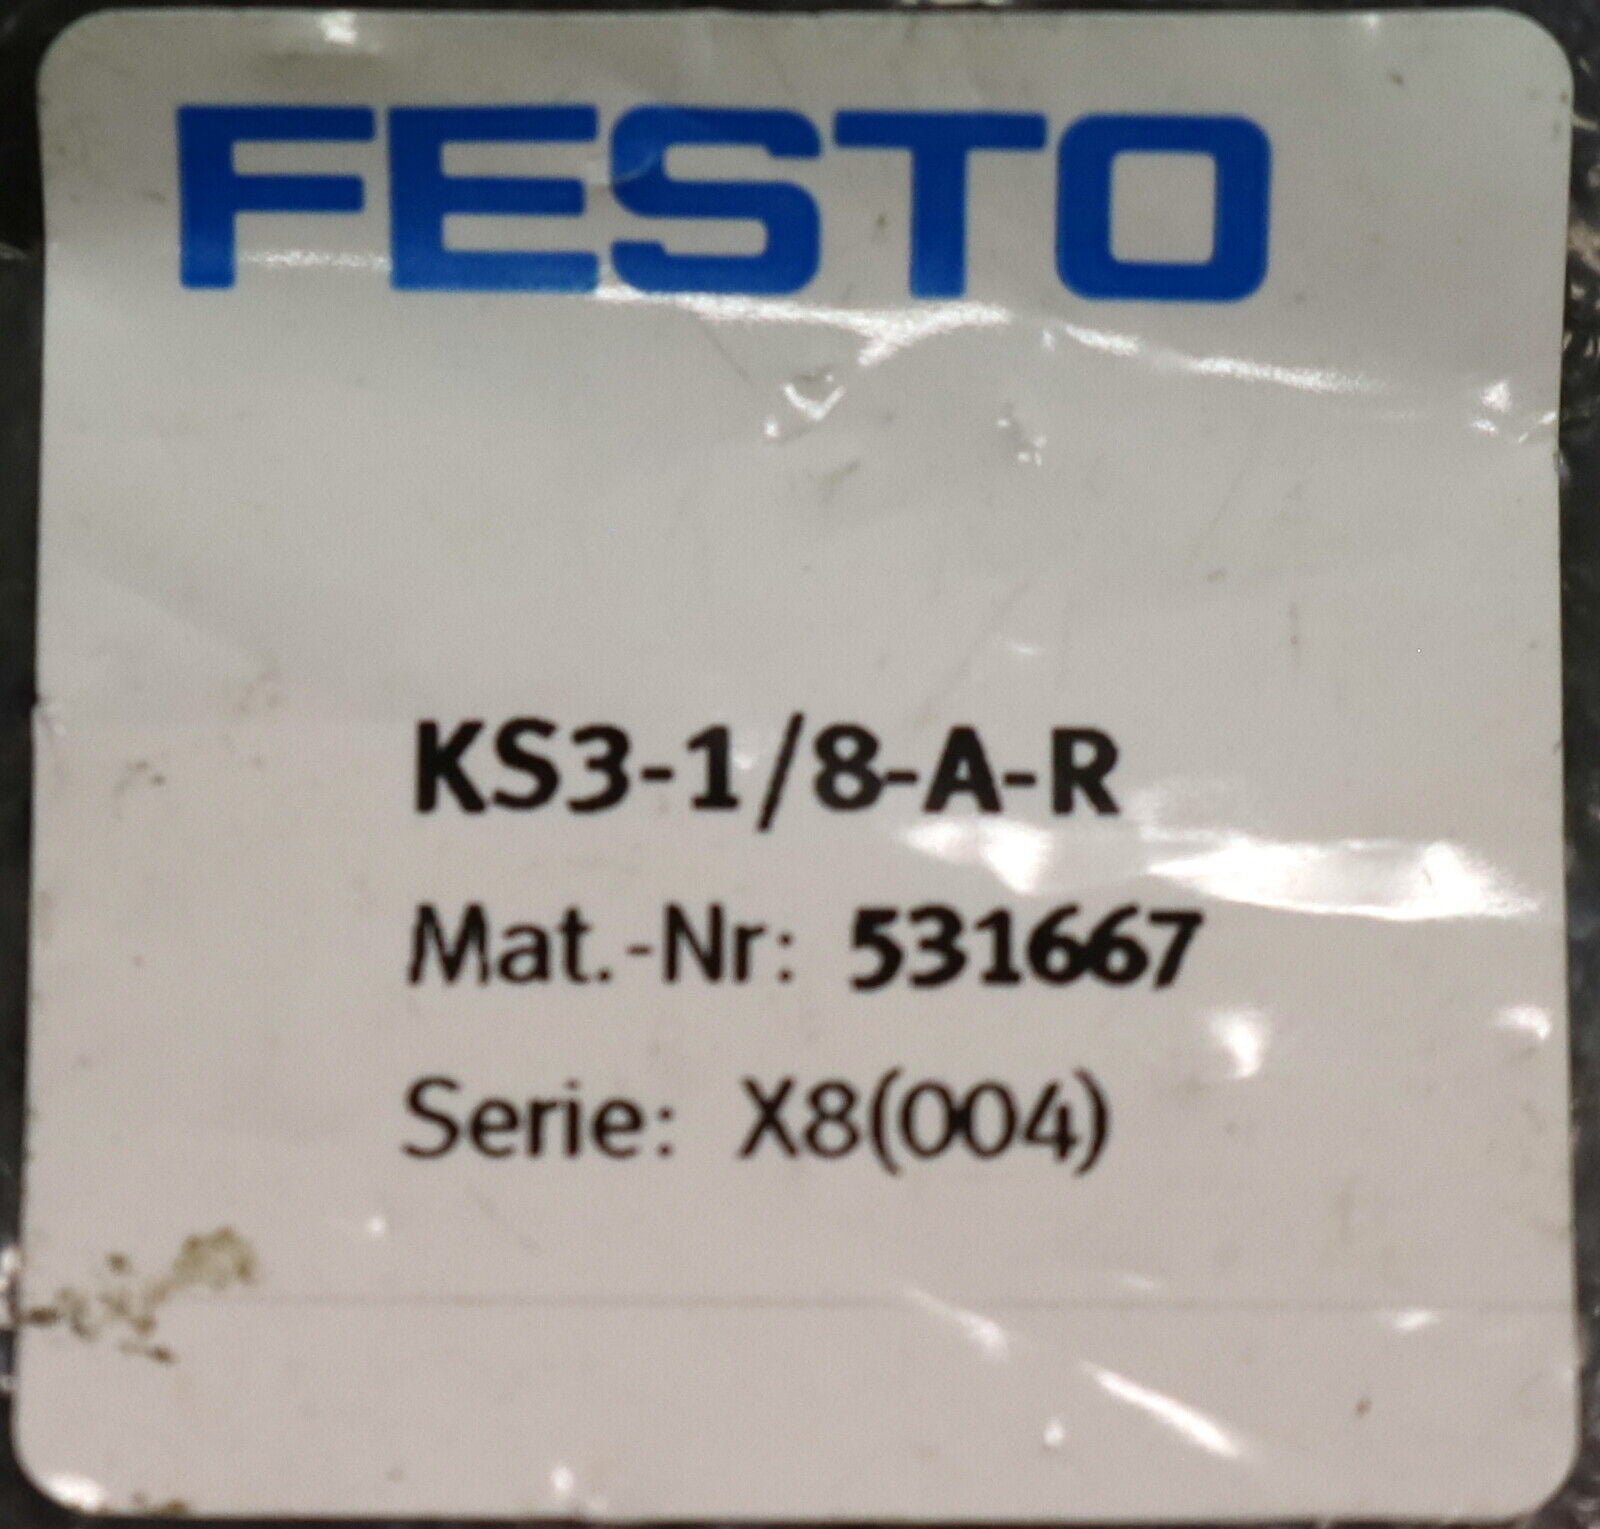 FESTO
KS3-1/8-A-R
Mat.-Nr: 531667
Serie: X8(004)